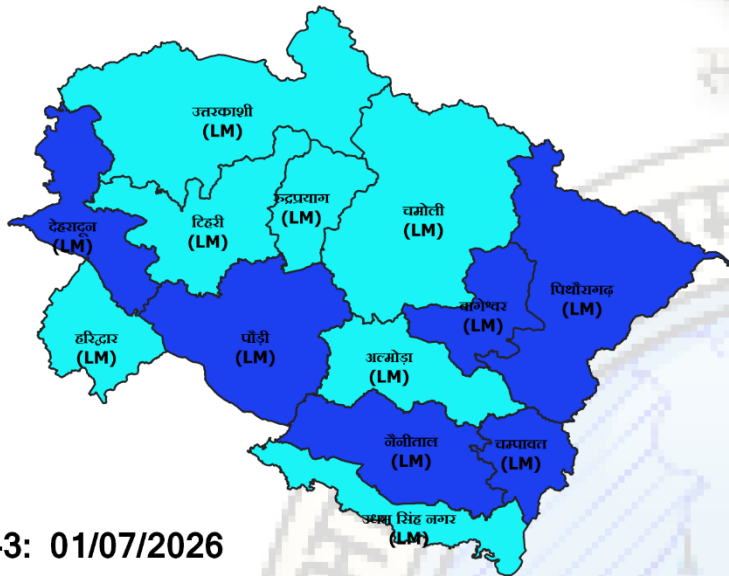 उत्तरकाशी
(LM)
देहरादून
(LM)
टिहरी
(LM)
रुद्रप्रयाग
(LM)
चमोली
(LM)
हरिद्वार
(LM)
पौड़ी
(LM)
बागेश्वर
(LM)
पिथौरागढ़
(LM)
अल्मोड़ा
(LM)
नैनीताल
(LM)
चम्पावत
(LM)
उधम सिंह नगर
(LM)
-3: 01/07/2026